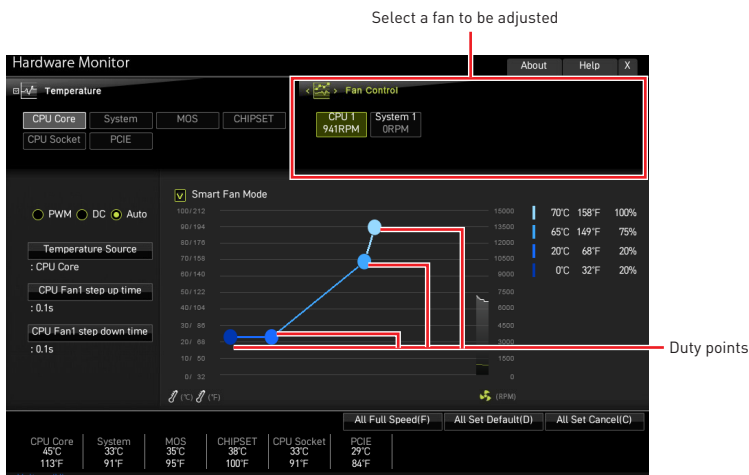 Select a fan to be adjusted
Hardware Monitor
About Help X
Temperature
Fan Control
CPU Core System MOS CHIPSET
CPU Socket PCIE
CPU 1 System 1
941RPM 0RPM
V Smart Fan Mode
PWM DC Auto
Temperature Source
: CPU Core
CPU Fan1 step up time
: 0.1s
CPU Fan1 step down time
: 0.1s
100/212 15000
90/194 13500
80/176 12000
70/158 10500
60/140 9000
50/122 7500
40/104 6000
30/ 86 4500
20/ 68 3000
10/ 50 1500
0/ 32 0
(℃) (℉) (RPM)
70℃ 158℉ 100%
65℃ 149℉ 75%
20℃ 68℉ 20%
0℃ 32℉ 20%
Duty points
All Full Speed(F) All Set Default(D) All Set Cancel(C)
CPU Core System MOS CHIPSET CPU Socket PCIE
45℃ 33℃ 35℃ 38℃ 33℃ 29℃
113℉ 91℉ 95℉ 100℉ 91℉ 84℉